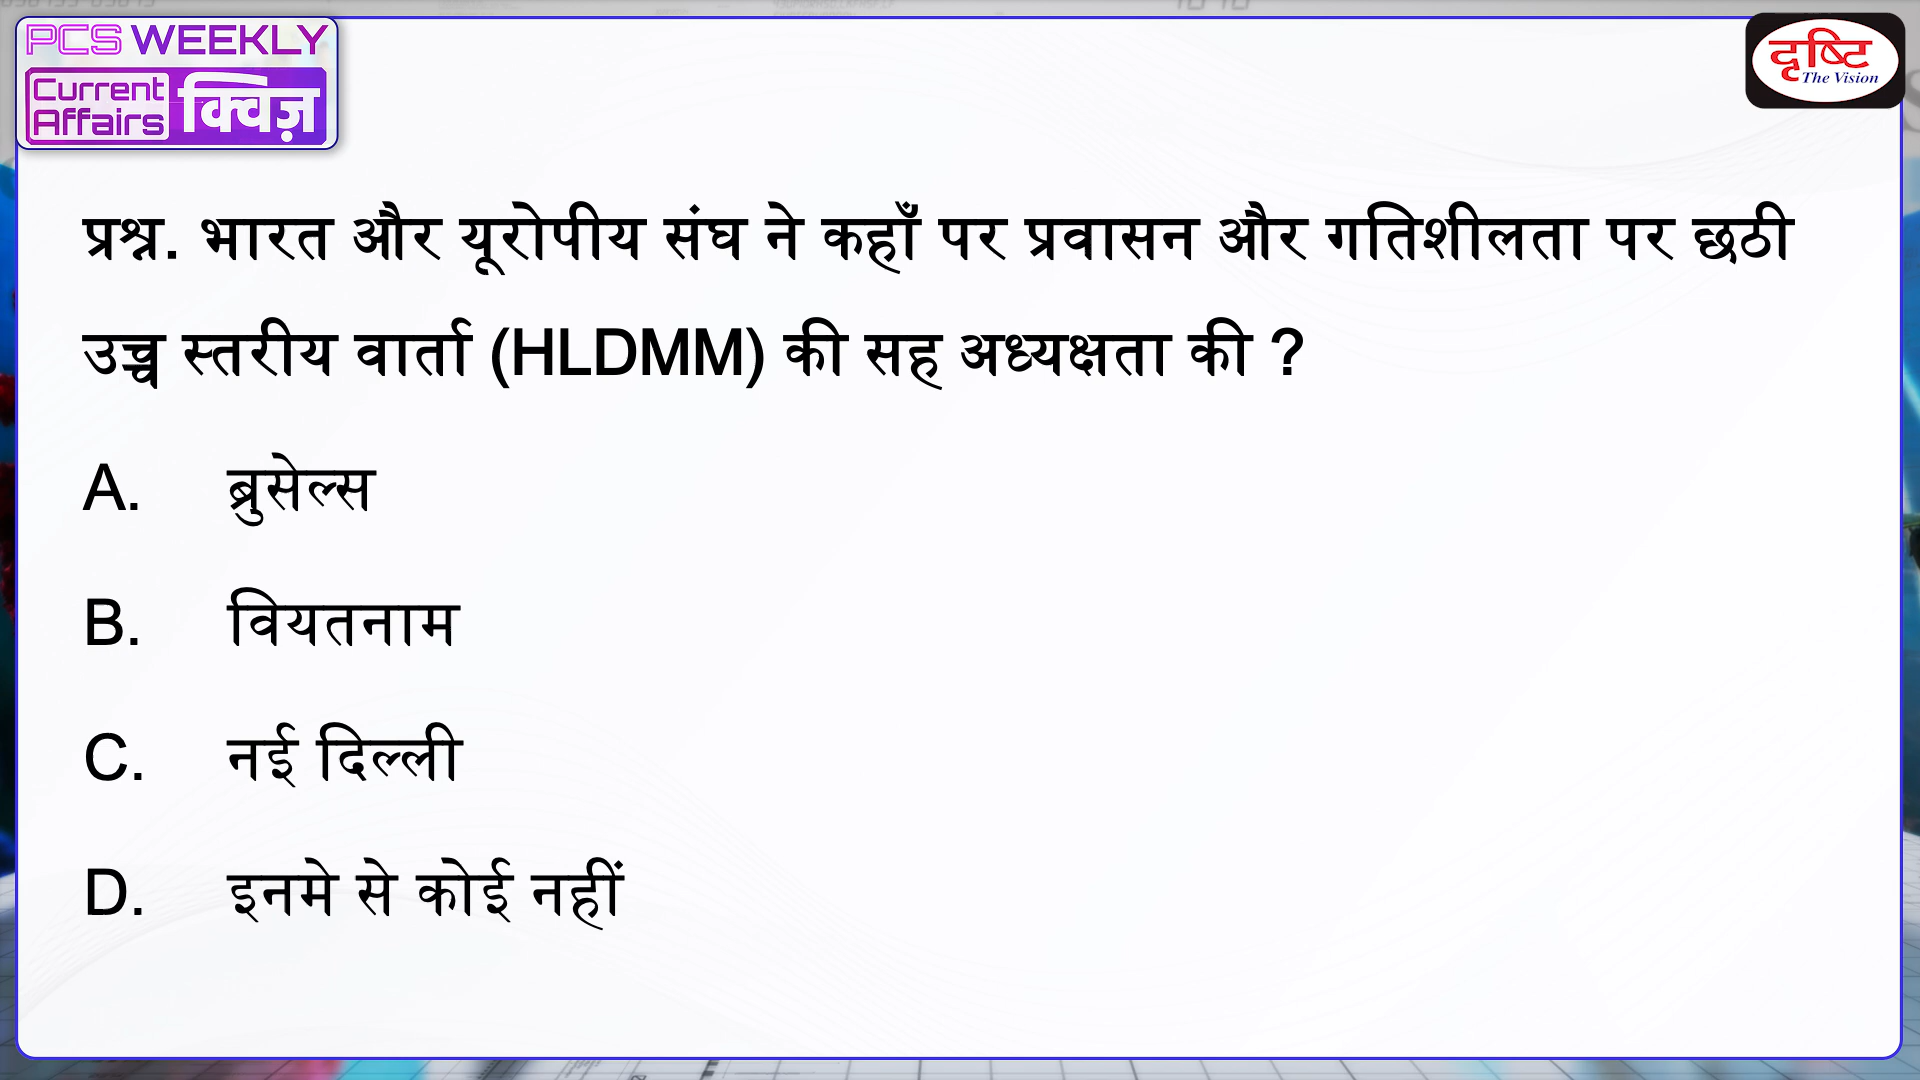 PCS WEEKLY
Current
Affairs
क्विज़
दृष्टि
The Vision
प्रश्न. भारत और यूरोपीय संघ ने कहाँ पर प्रवासन और गतिशीलता पर छठी
उच्च स्तरीय वार्ता (HLDMM) की सह अध्यक्षता की ?
A. ब्रुसेल्स
B. वियतनाम
C. नई दिल्ली
D. इनमे से कोई नहीं